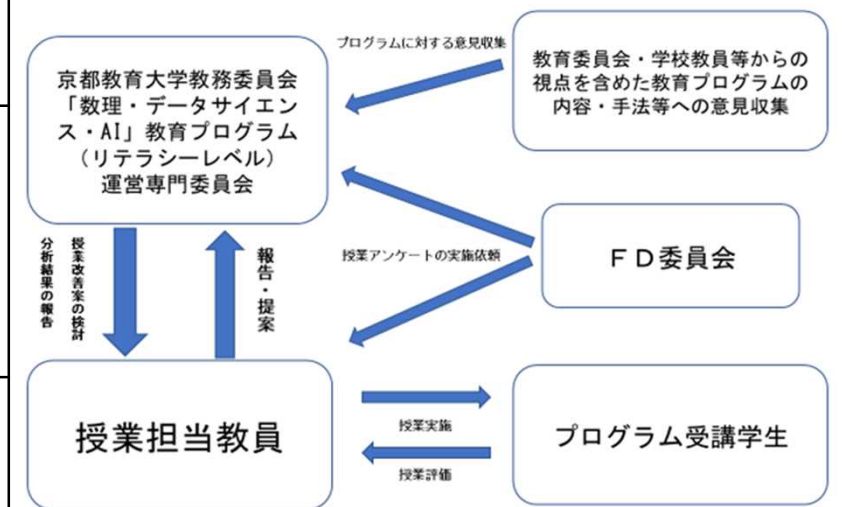 プログラムに対する意見収集
京都教育大学教務委員会
「数理・データサイエン
ス・AI」教育プログラム
（リテラシーレベル）
運営専門委員会
教育委員会・学校教員等からの
視点を含めた教育プログラムの
内容・手法等への意見収集
授業改善案の検討
分析結果の報告
報告・提案
授業アンケートの実施依頼
ＦＤ委員会
授業担当教員
授業実施
授業評価
プログラム受講学生